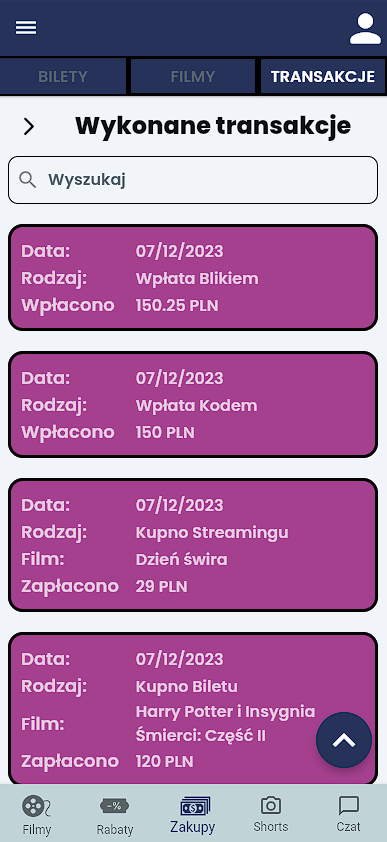 BILETY FILMY TRANSAKCJE
Wykonane transakcje
Wyszukaj
Data: 07/12/2023
Rodzaj: Wpłata Blikiem
Wpłacono 150.25 PLN
Data: 07/12/2023
Rodzaj: Wpłata Kodem
Wpłacono 150 PLN
Data: 07/12/2023
Rodzaj: Kupno Streamingu
Film: Dzień świra
Zapłacono 29 PLN
Data: 07/12/2023
Rodzaj: Kupno Biletu
Film: Harry Potter i Insygnia
Śmierci: Część II
Zapłacono 120 PLN
-%
$
Filmy Rabaty Zakupy Shorts Czat